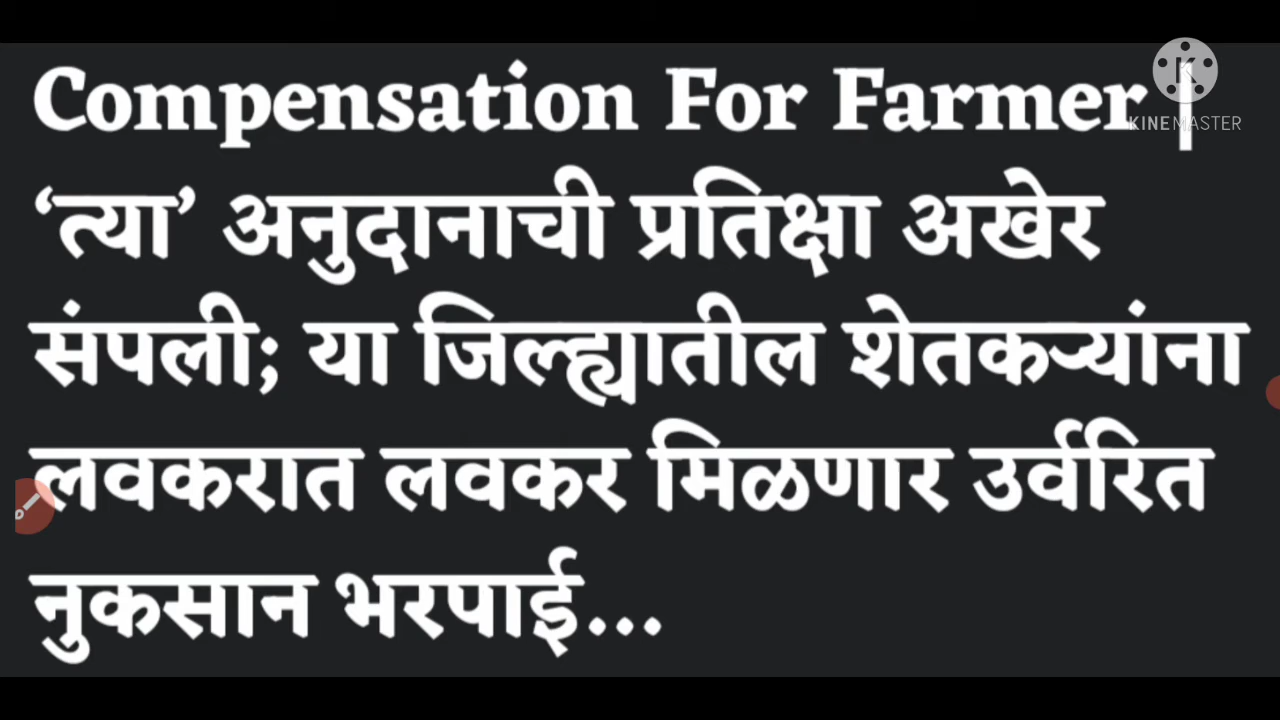 Compensation For Farmer|
KINEMASTER
‘त्या’ अनुदानाची प्रतिक्षा अखेर
संपली; या जिल्ह्यातील शेतकऱ्यांना
लवकरात लवकर मिळणार उर्वरित
नुकसान भरपाई...